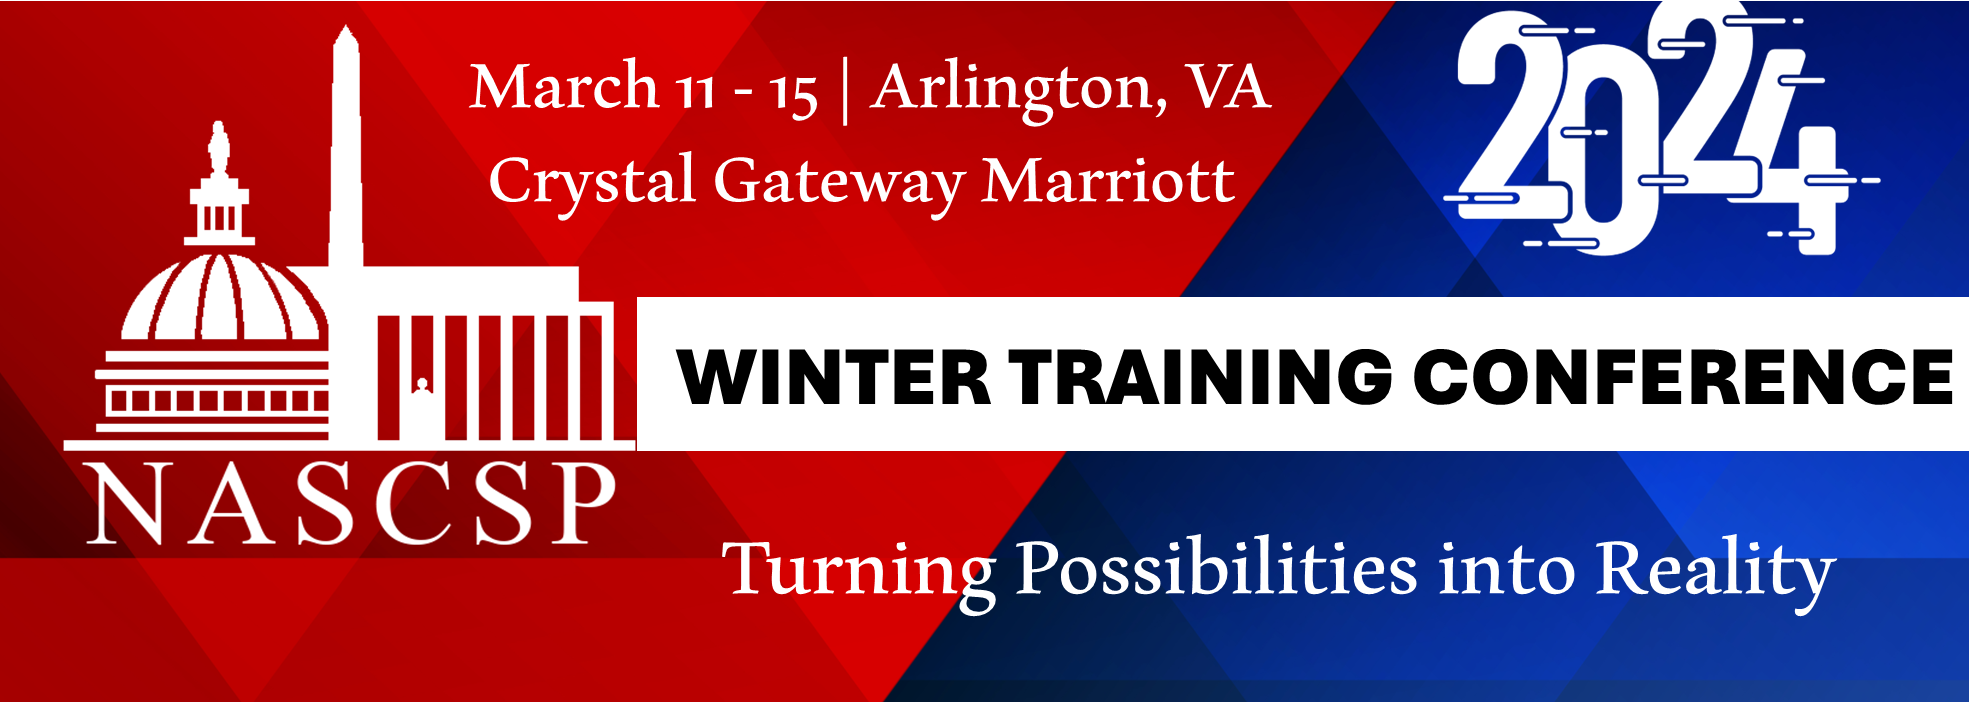 March 11 - 15 | Arlington, VA
Crystal Gateway Marriott
2024
WINTER TRAINING CONFERENCE
NASCSP
Turning Possibilities into Reality